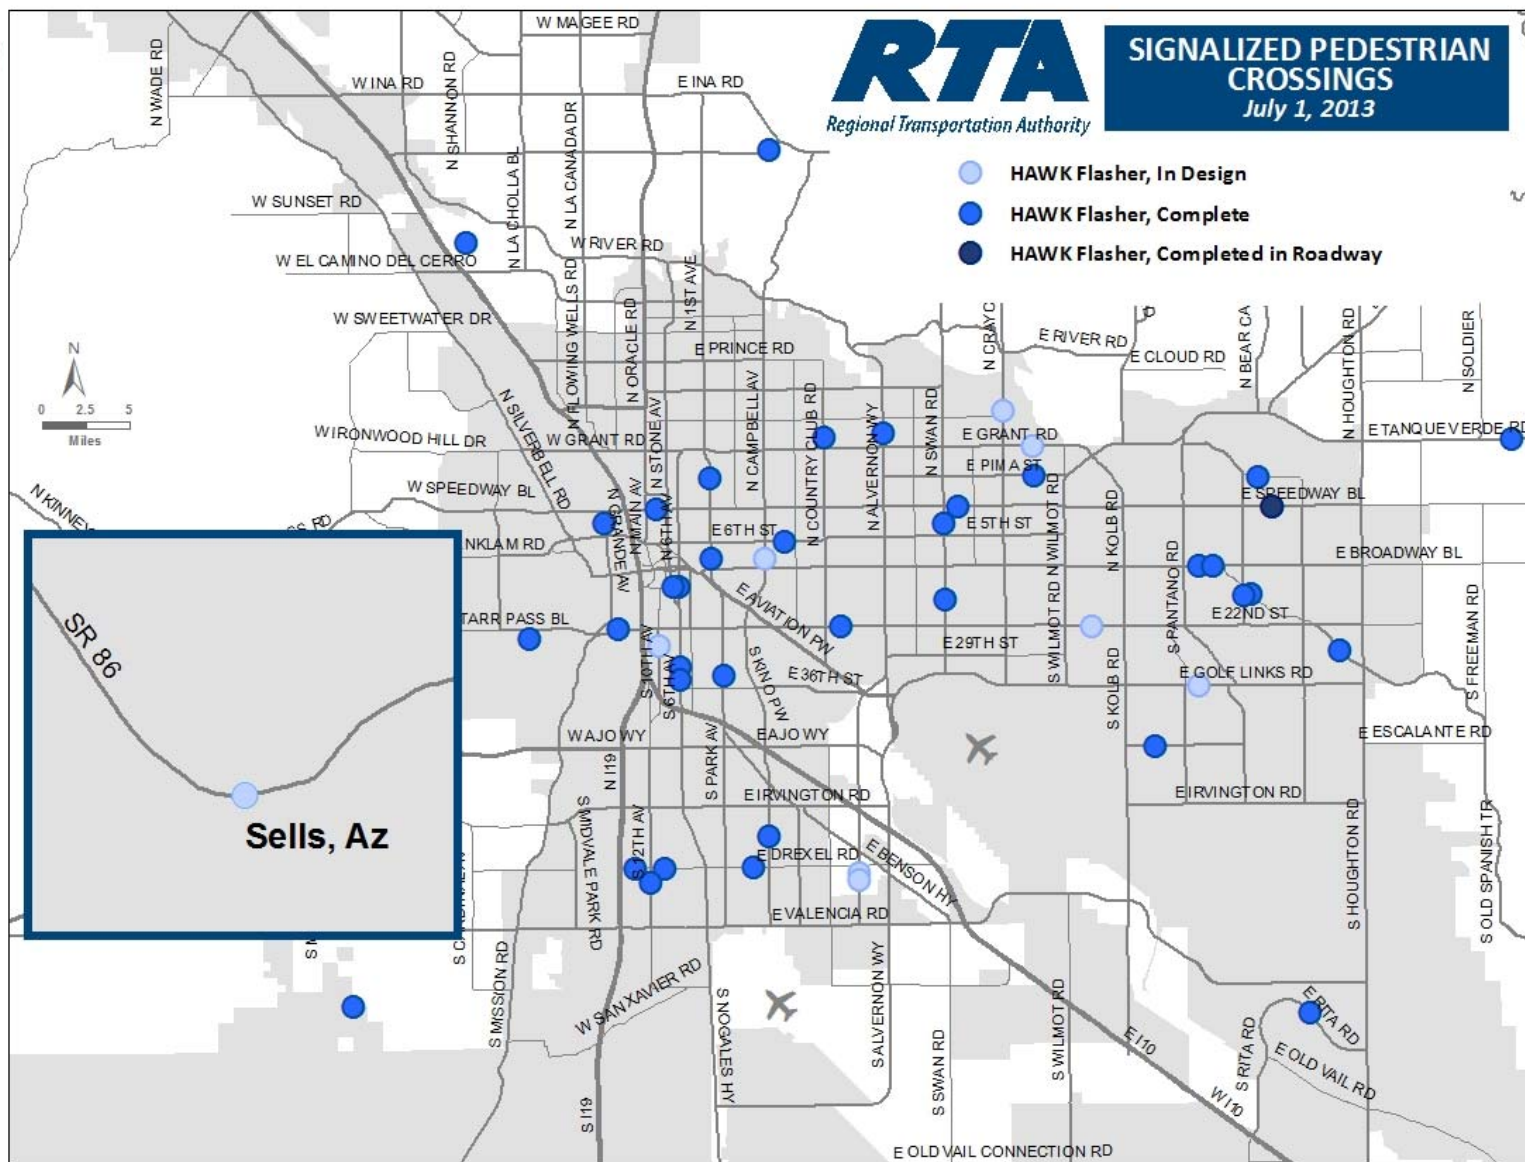 W MAGEE RD
RTA
Regional Transportation Authority
SIGNALIZED PEDESTRIAN
CROSSINGS
July 1, 2013
HAWK Flasher, In Design
HAWK Flasher, Complete
HAWK Flasher, Completed in Roadway
N WADE RD
W INA RD
N SHANNON RD
E INA RD
N LA CANADA DR
N LA CHOLLA BL
W SUNSET RD
W RIVER RD
W EL CAMINO DEL CERRO
N FLOWING WELLS RD
N ORACLE RD
N 1ST AVE
W SWEETWATER DR
E PRINCE RD
N CRAY C
E RIVER RD
E CLOUD RD
N BEAR CA
N HOUGHTON RD
N SOLDIER
N
0 2.5 5
Miles
N SILVERBELL RD
N STONE AV
N CAMPBELL AV
N COUNTRY CLUB RD
N ALVERNON WY
N SWAN RD
W IRONWOOD HILL DR
W GRANT RD
E GRANT RD
E TANQUE VERDE RD
E PIMA ST
N KINNEY
W SPEEDWAY BL
E SPEEDWAY BL
N GRANDE AV
N MAIN AV
N 6TH AV
E 6TH ST
E 5TH ST
N WILMOT RD
N KOLB RD
SS RD
NKLAM RD
E BROADWAY BL
S PANTANO RD
E AVIATION PW
TARR PASS BL
E 22ND ST
E 29TH ST
S WILMOT RD
S FREEMAN RD
S 10TH AV
S 6TH AV
S KINO PW
E 36TH ST
S KOLB RD
E GOLF LINKS RD
SR 86
Sells, Az
W AJO WY
E AJO WY
E ESCALANTE RD
N I19
S PARK AV
E IRVINGTON RD
E IRVINGTON RD
S MIDVALE PARK RD
S 12TH AV
E DREXEL RD
E BENSON HY
S HOUGHTON RD
S OLD SPANISH TR
E VALENCIA RD
S MISSION RD
W SAN XAVIER RD
S NOGALES HY
S ALVERNON WY
S SWAN RD
S WILMOT RD
E I10
W I10
S RITA RD
E RITA RD
E OLD VAIL RD
S I19
E OLD VAIL CONNECTION RD